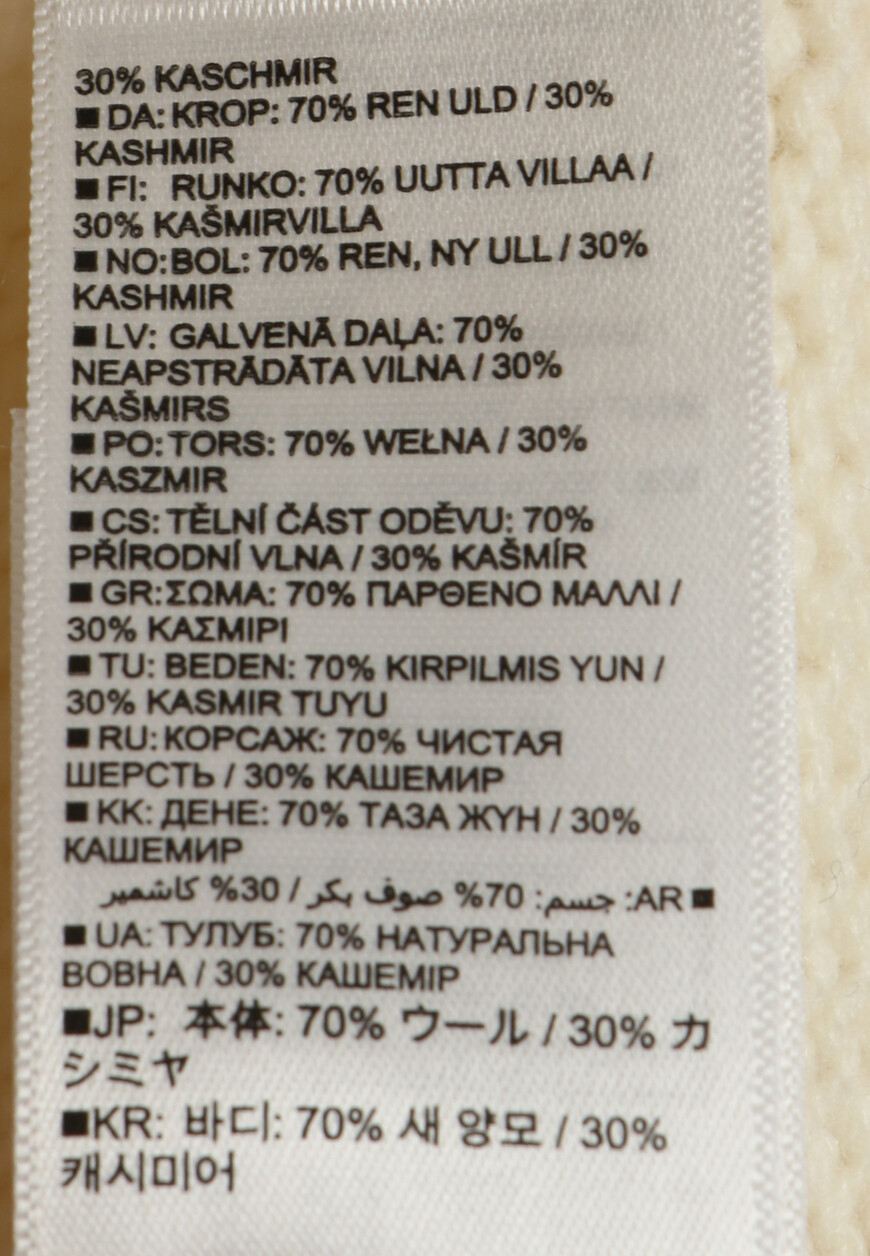 30% KASCHMIR
■ DA: KROP: 70% REN ULD / 30%
KASHMIR
■ FI: RUNKO: 70% UUTTA VILLAA /
30% KAŠMIRVILLA
■ NO: BOL: 70% REN, NY ULL / 30%
KASHMIR
■ LV: GALVENĀ DAĻA: 70%
NEAPSTRĀDĀTA VILNA / 30%
KAŠMIRS
■ PO: TORS: 70% WEŁNA / 30%
KASZMIR
■ CS: TĚLNÍ ČÁST ODĚVU: 70%
PŘÍRODNÍ VLNA / 30% KAŠMÍR
■ GR: ΣΩΜΑ: 70% ΠΑΡΘΕΝΟ ΜΑΛΛΙ /
30% ΚΑΣΜΙΡΙ
■ TU: BEDEN: 70% KIRPILMIS YUN /
30% KASMIR TUYU
■ RU: КОРСАЖ: 70% ЧИСТАЯ
ШЕРСТЬ / 30% КАШЕМИР
■ KK: ДЕНЕ: 70% ТАЗА ЖҮН / 30%
КАШЕМИР
■ AR: جسم: 70% صوف بكر / 30% كاشمير
■ UA: ТУЛУБ: 70% НАТУРАЛЬНА
ВОВНА / 30% КАШЕМІР
■JP: 本体: 70% ウール / 30% カ
シミヤ
■KR: 바디: 70% 새 양모 / 30%
캐시미어